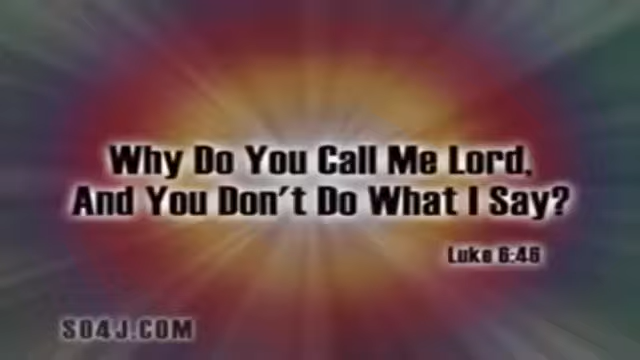 Why Do You Call Me Lord,
And You Don't Do What I Say?
Luke 6:46
SO4J.COM